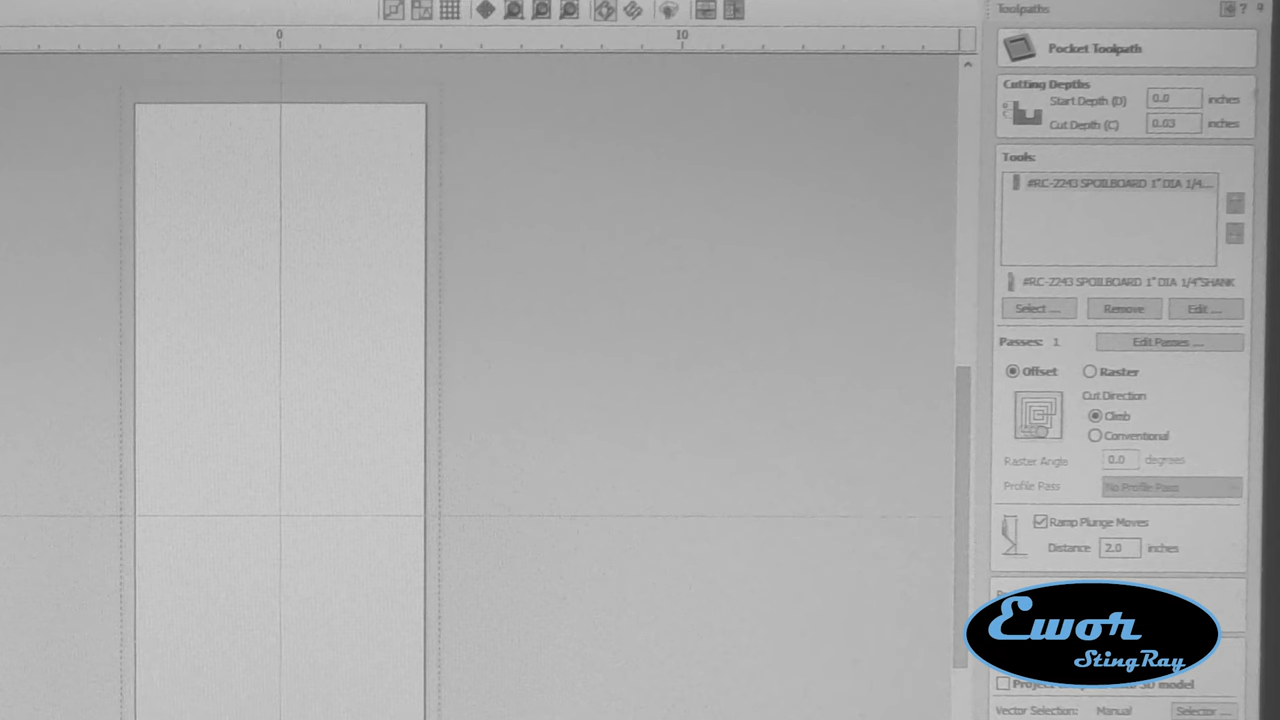 Toolpaths
0
10
Pocket Toolpath
Cutting Depths
Start Depth (D) 0.0 inches
Cut Depth (C) 0.03 inches
Tools:
#RC-2243 SPOILBOARD 1" DIA 1/4...
#RC-2243 SPOILBOARD 1" DIA 1/4"SHANK
Select ... Remove Edit ...
Passes: 1 Edit Passes ...
Offset Raster
Cut Direction
Climb
Conventional
Raster Angle 0.0 degrees
Profile Pass No Profile Pass
Ramp Plunge Moves
Distance 2.0 inches
Ewor
StingRay
Project 3D model
Vector Selection: Manual Selector ...